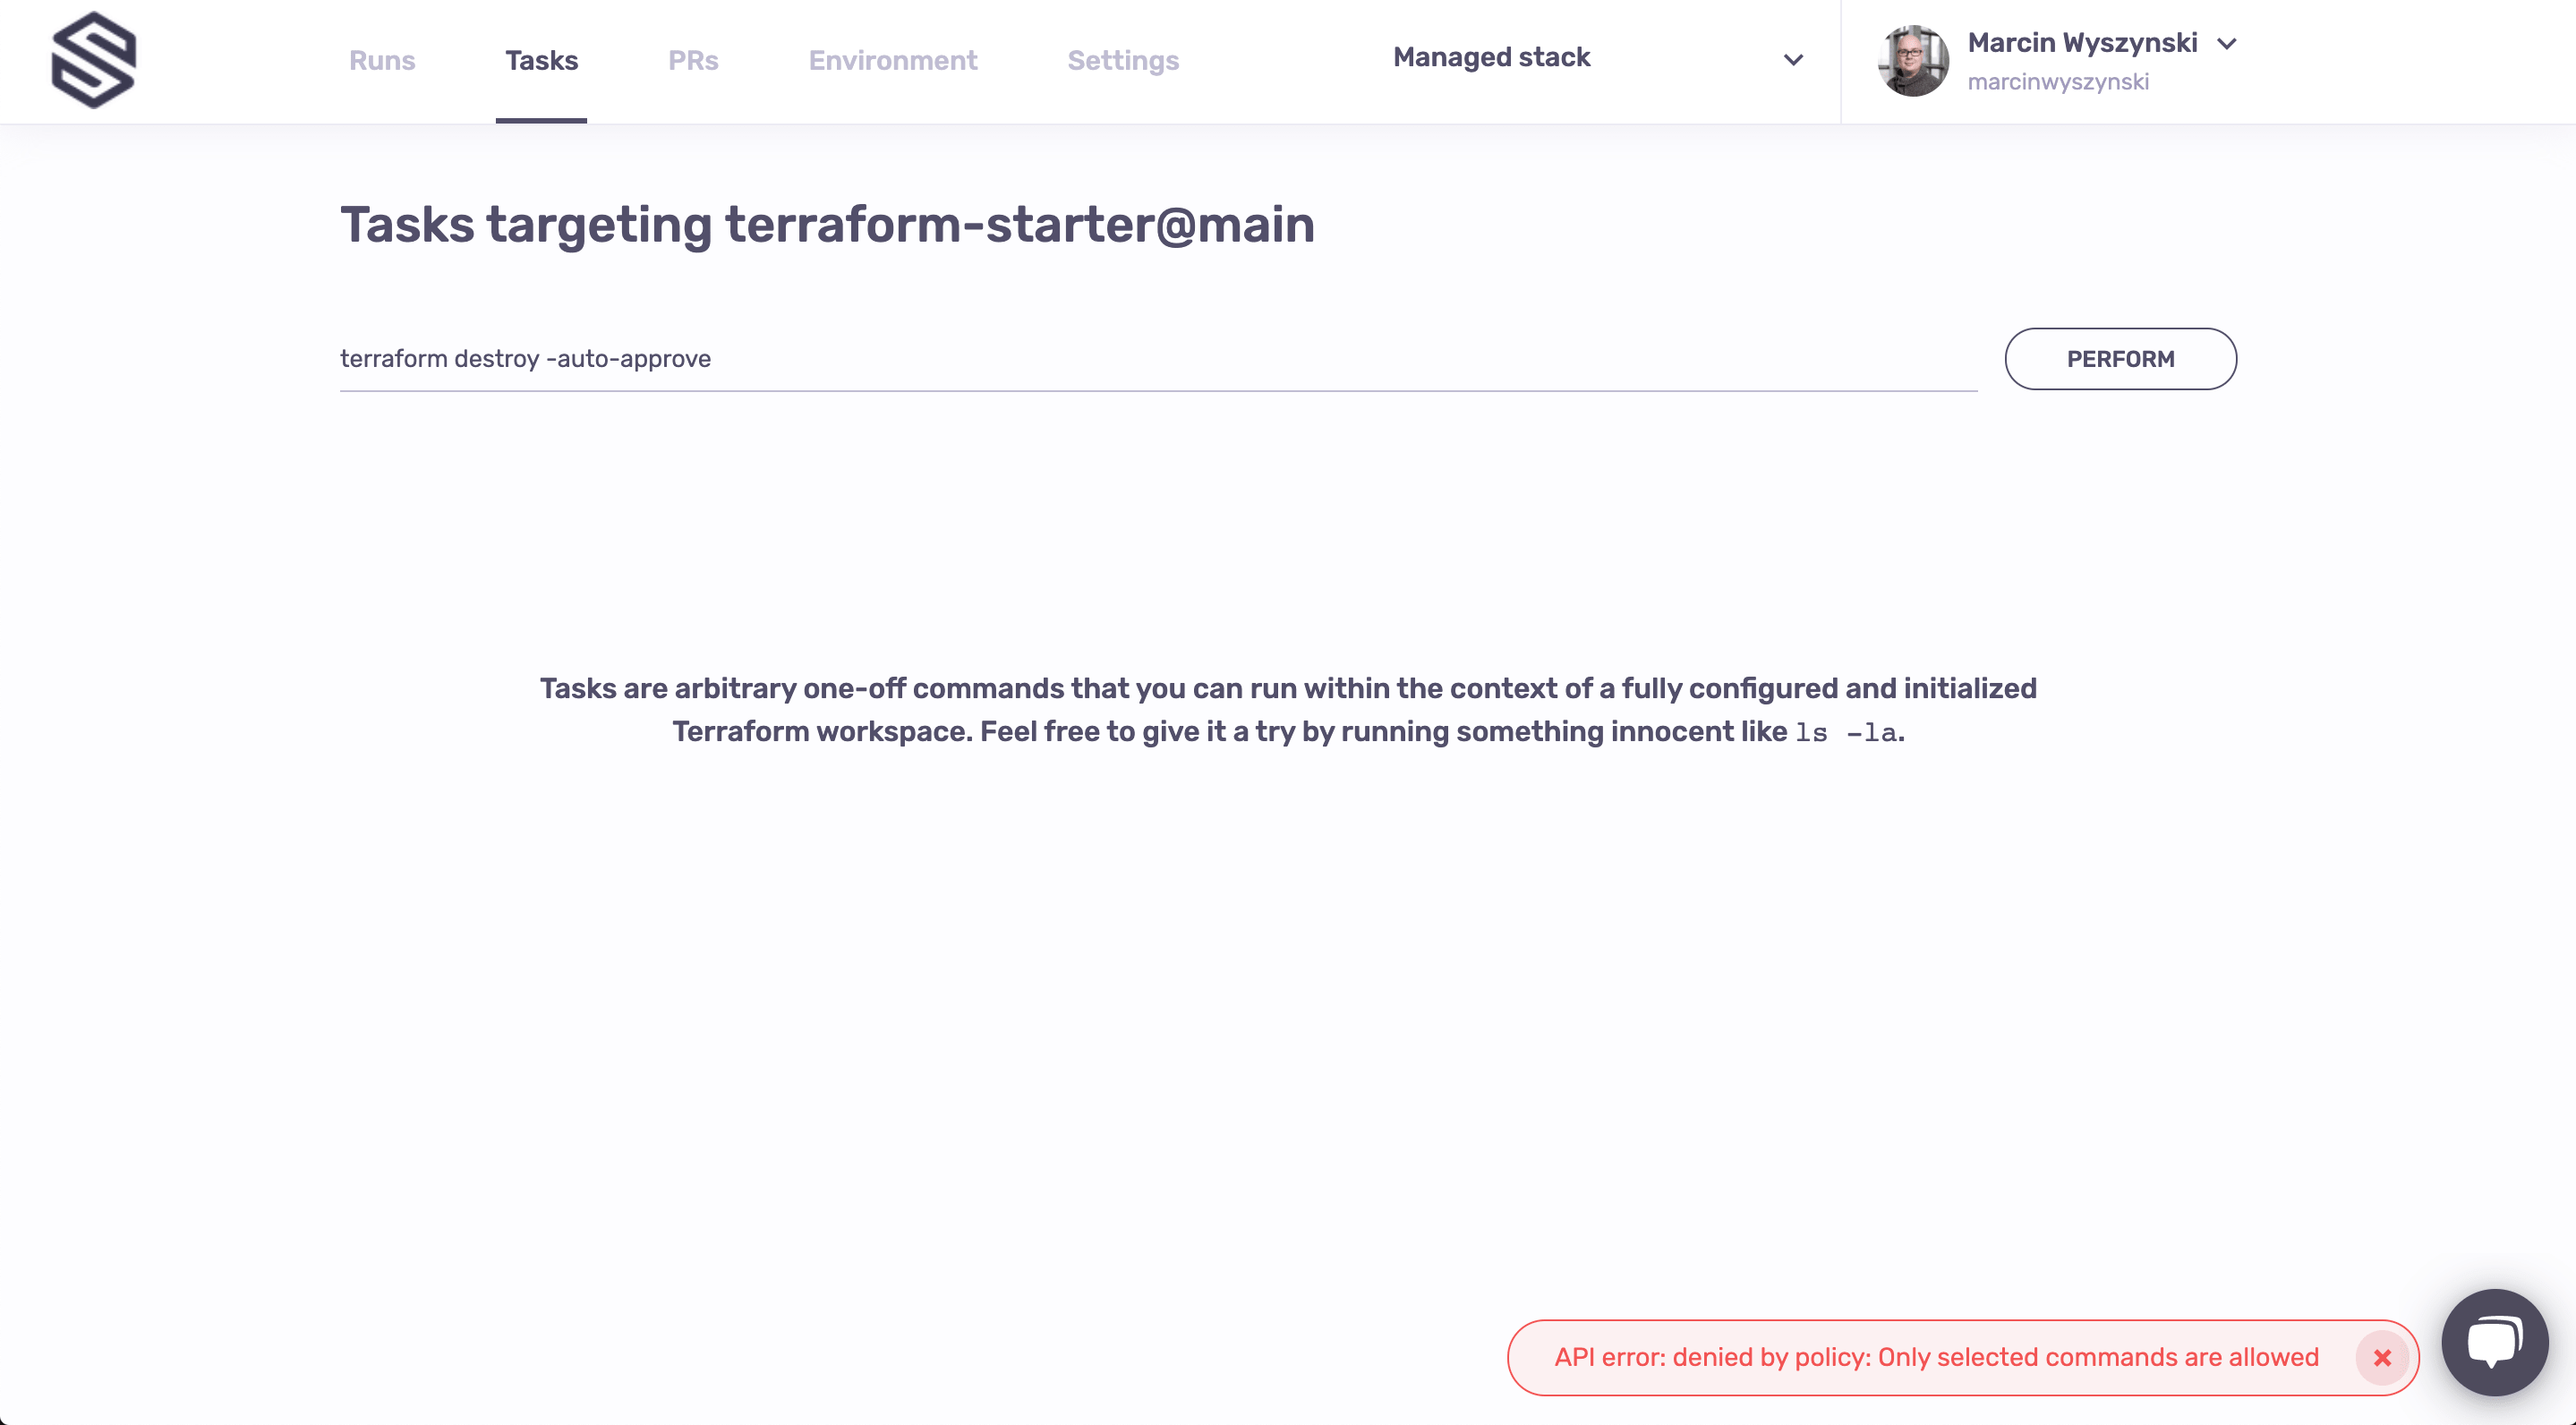 Runs Tasks PRs Environment Settings Managed stack Marcin Wyszynski
marcinwyszynski
Tasks targeting terraform-starter@main
terraform destroy -auto-approve PERFORM
Tasks are arbitrary one-off commands that you can run within the context of a fully configured and initialized
Terraform workspace. Feel free to give it a try by running something innocent like ls -la.
API error: denied by policy: Only selected commands are allowed